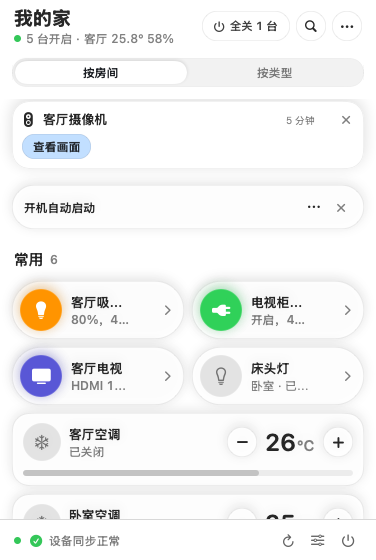 我的家
5 台开启 · 客厅 25.8° 58%
全关 1 台
按房间
按类型
客厅摄像机
5 分钟
查看画面
开机自动启动
常用 6
客厅吸...
80%，4...
电视柜...
开启，4...
客厅电视
HDMI 1...
床头灯
卧室 · 已...
客厅空调
已关闭
26°C
卧室空调
设备同步正常